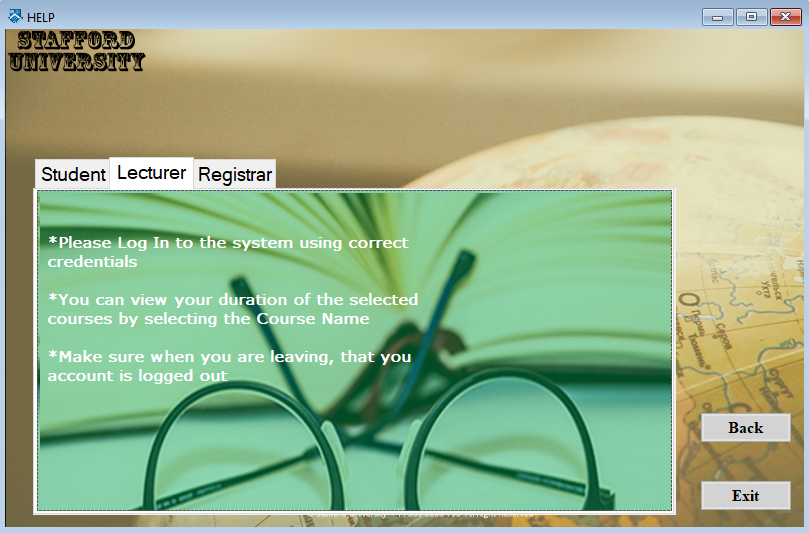 HELP
STAFFORD
UNIVERSITY
Student Lecturer Registrar
*Please Log In to the system using correct
credentials
*You can view your duration of the selected
courses by selecting the Course Name
*Make sure when you are leaving, that you
account is logged out
Back
Exit